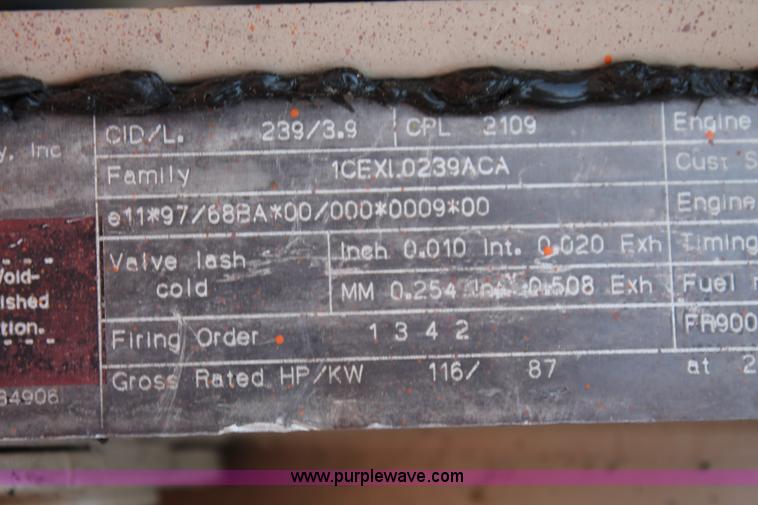 y, Inc CID/L. 239/3.9 CPL 2109 Engine
Family 1CEXL0239ACA Cust S
e11*97/68BA*00/000*0009*00 Engine
Valve lash Inch 0.010 Int. 0.020 Exh Timing
cold MM 0.254 Int. 0.508 Exh Fuel
Firing Order 1 3 4 2 FR900
Gross Rated HP/KW 116/ 87 at 2
Void-
ished
tion.
84906
www.purplewave.com